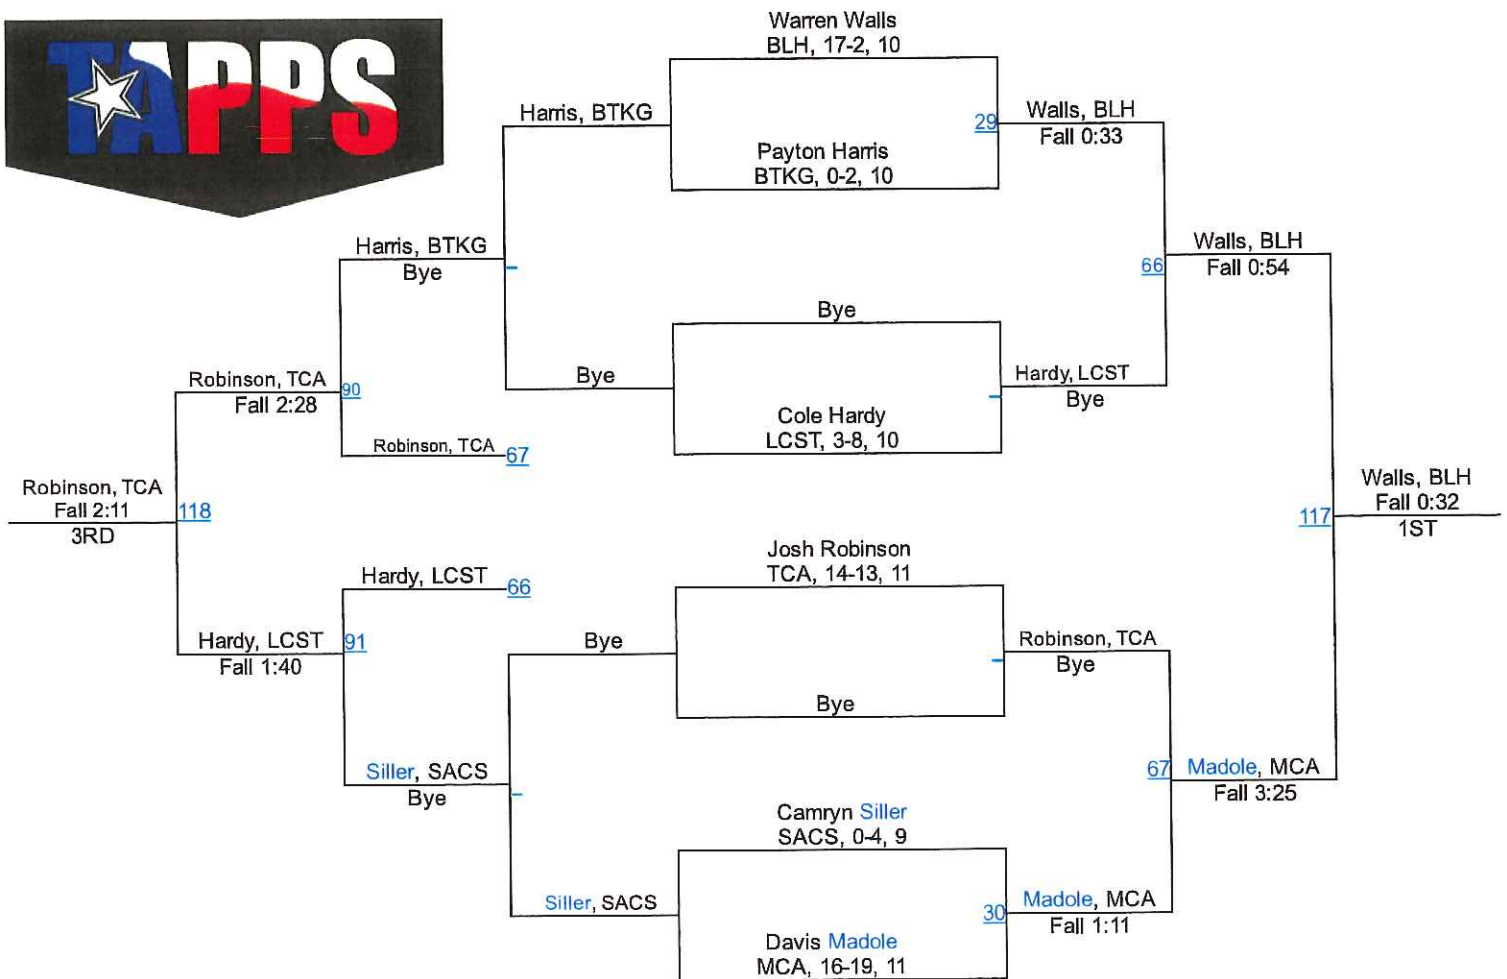 TAPPS
Warren Walls
BLH, 17-2, 10
Harris, BTKG
29
Walls, BLH
Fall 0:33
Payton Harris
BTKG, 0-2, 10
Harris, BTKG
Bye
Walls, BLH
Fall 0:54
66
Bye
Bye
Hardy, LCST
Bye
Robinson, TCA
Fall 2:28
90
Cole Hardy
LCST, 3-8, 10
Robinson, TCA
67
Robinson, TCA
Fall 2:11
3RD
118
Walls, BLH
Fall 0:32
1ST
117
Josh Robinson
TCA, 14-13, 11
Hardy, LCST
66
Hardy, LCST
Fall 1:40
91
Bye
Robinson, TCA
Bye
Bye
Siller, SACS
Bye
67
Madole, MCA
Fall 3:25
Camryn Siller
SACS, 0-4, 9
Siller, SACS
30
Madole, MCA
Fall 1:11
Davis Madole
MCA, 16-19, 11